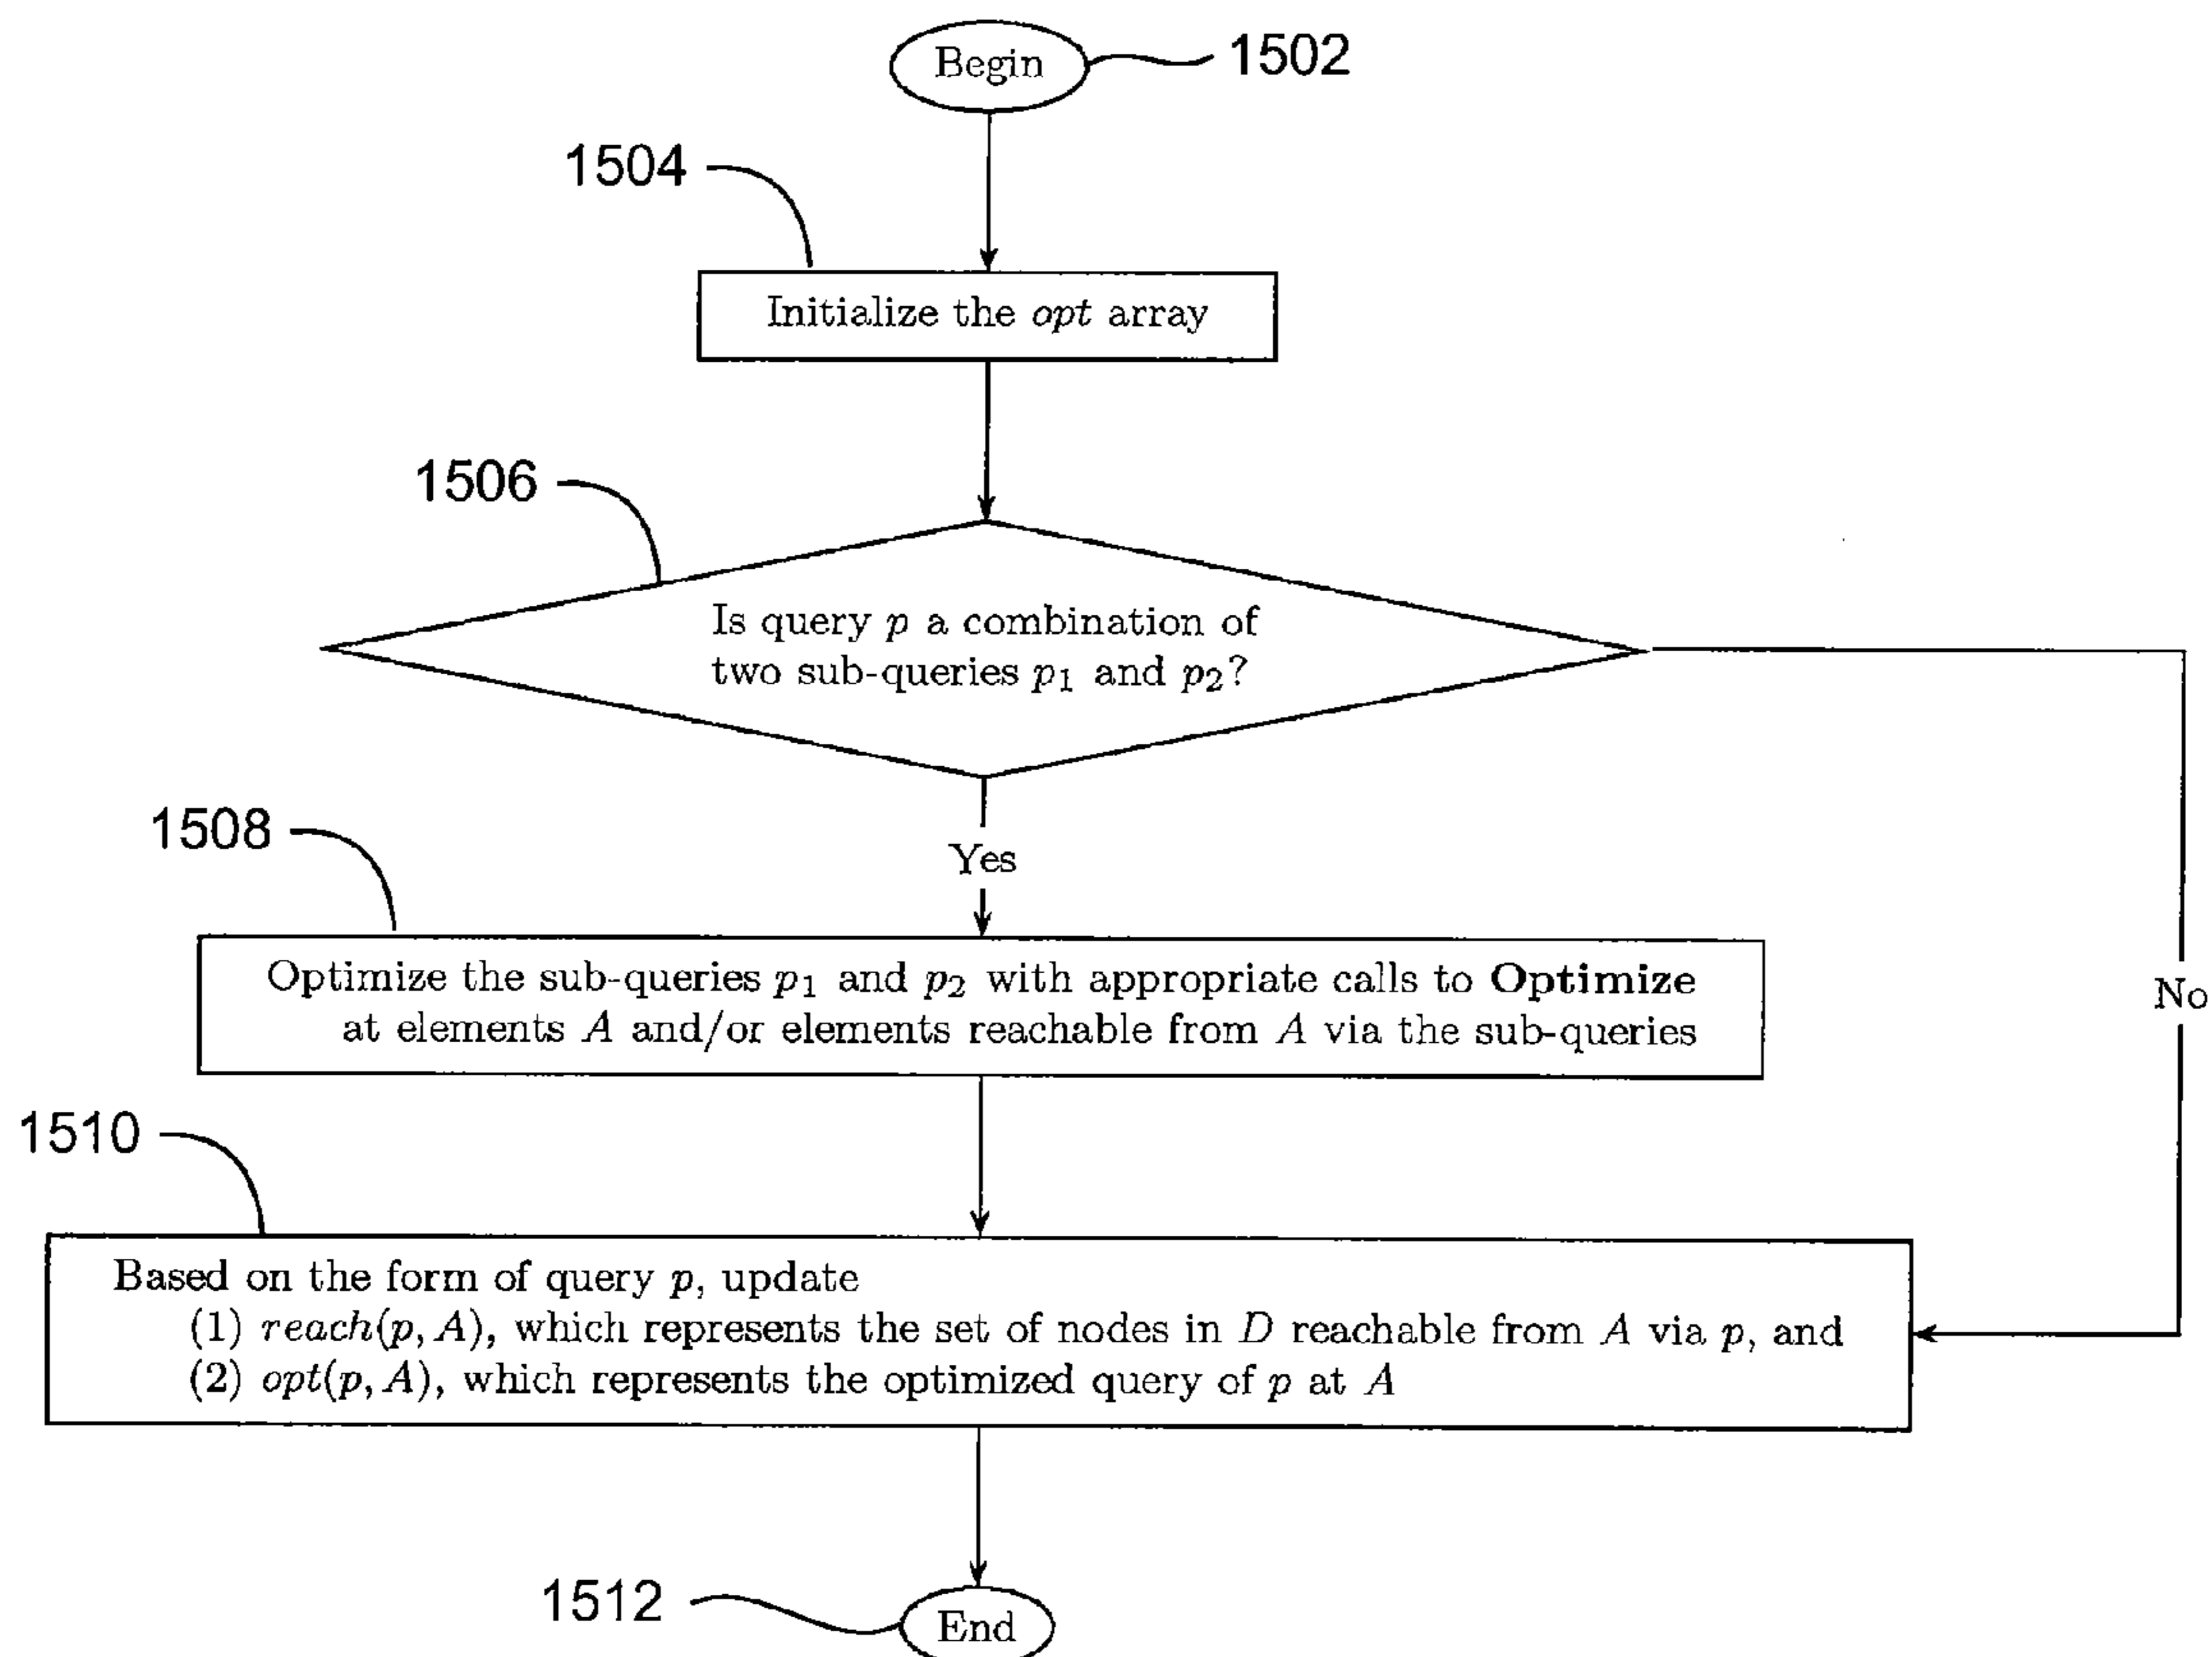 Begin
1502
1504
Initialize the opt array
1506
Is query p a combination of
two sub-queries p₁ and p₂?
1508
Yes
No
Optimize the sub-queries p₁ and p₂ with appropriate calls to Optimize
at elements A and/or elements reachable from A via the sub-queries
1510
Based on the form of query p, update
(1) reach(p, A), which represents the set of nodes in D reachable from A via p, and
(2) opt(p, A), which represents the optimized query of p at A
1512
End